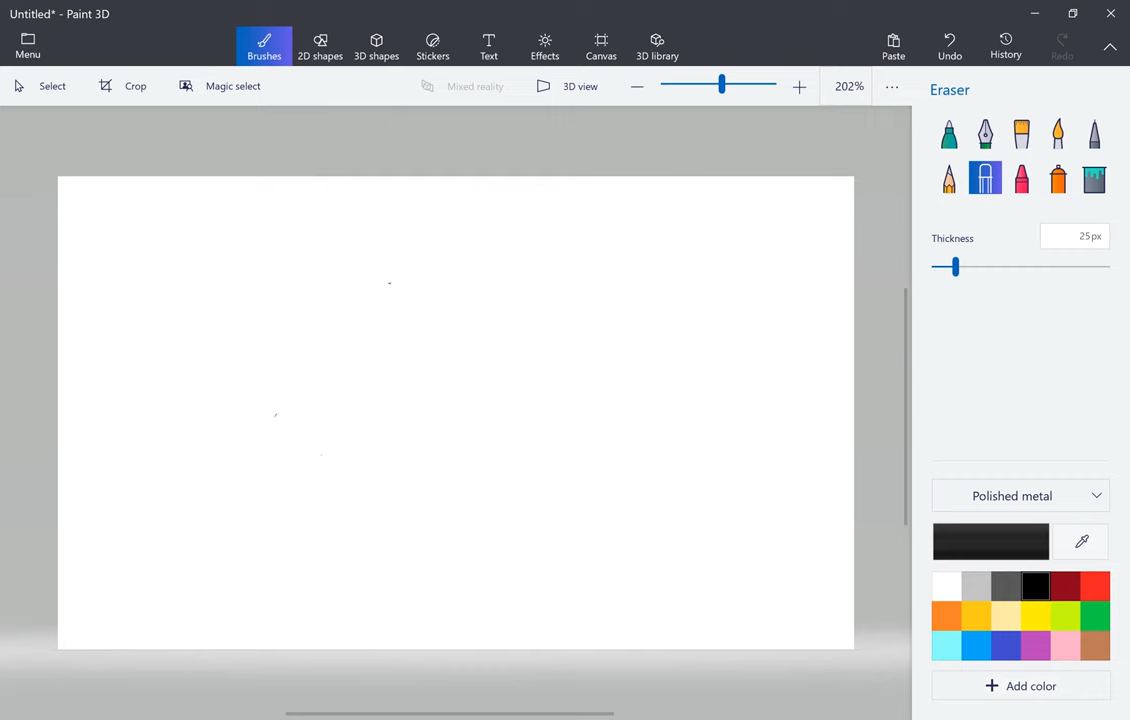 Untitled* - Paint 3D
Menu
Brushes
2D shapes
3D shapes
Stickers
Text
Effects
Canvas
3D library
Paste
Undo
History
Redo
Select
Crop
Magic select
Mixed reality
3D view
202%
Eraser
Thickness
25px
Polished metal
Add color